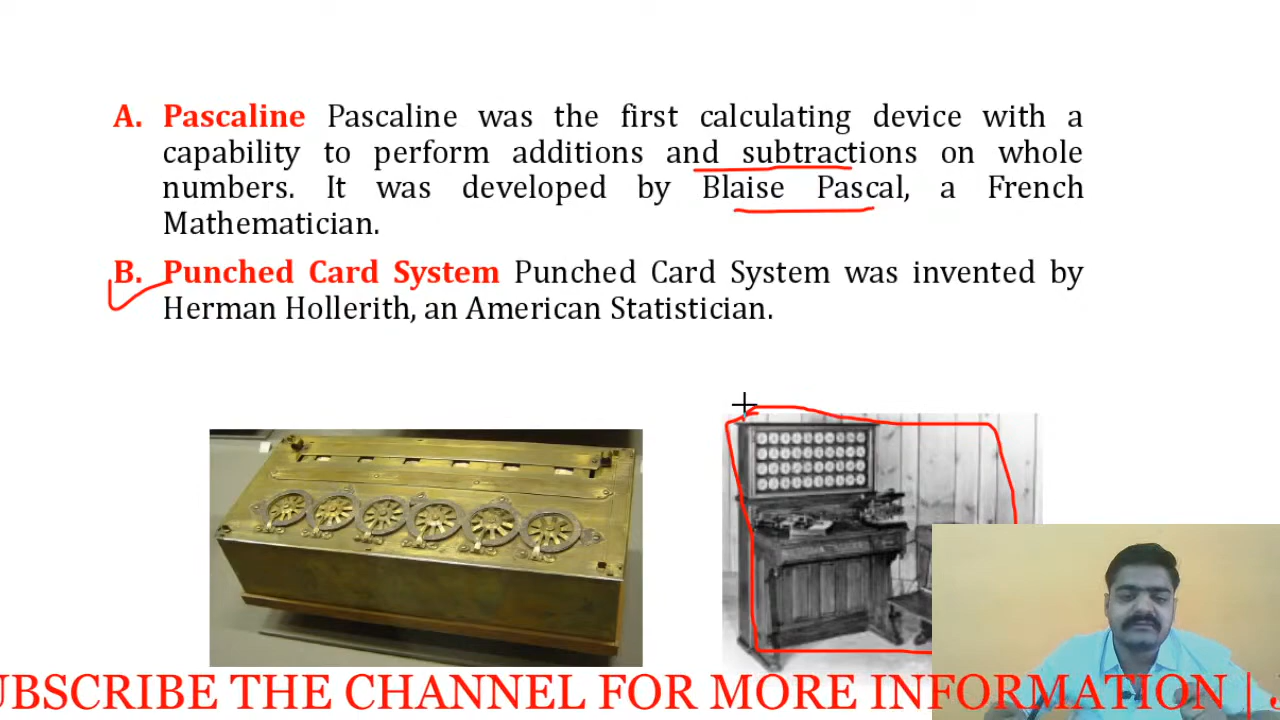 A. Pascaline Pascaline was the first calculating device with a
capability to perform additions and subtractions on whole
numbers. It was developed by Blaise Pascal, a French
Mathematician.
B. Punched Card System Punched Card System was invented by
Herman Hollerith, an American Statistician.
UBSCRIBE THE CHANNEL FOR MORE INFORMATION |